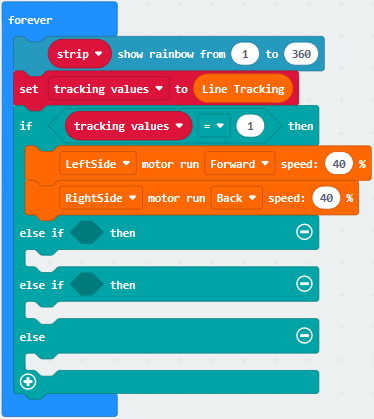 forever
strip show rainbow from 1 to 360
set tracking values to Line Tracking
if tracking values = 1 then
LeftSide motor run Forward speed: 40 %
RightSide motor run Back speed: 40 %
else if then
else if then
else